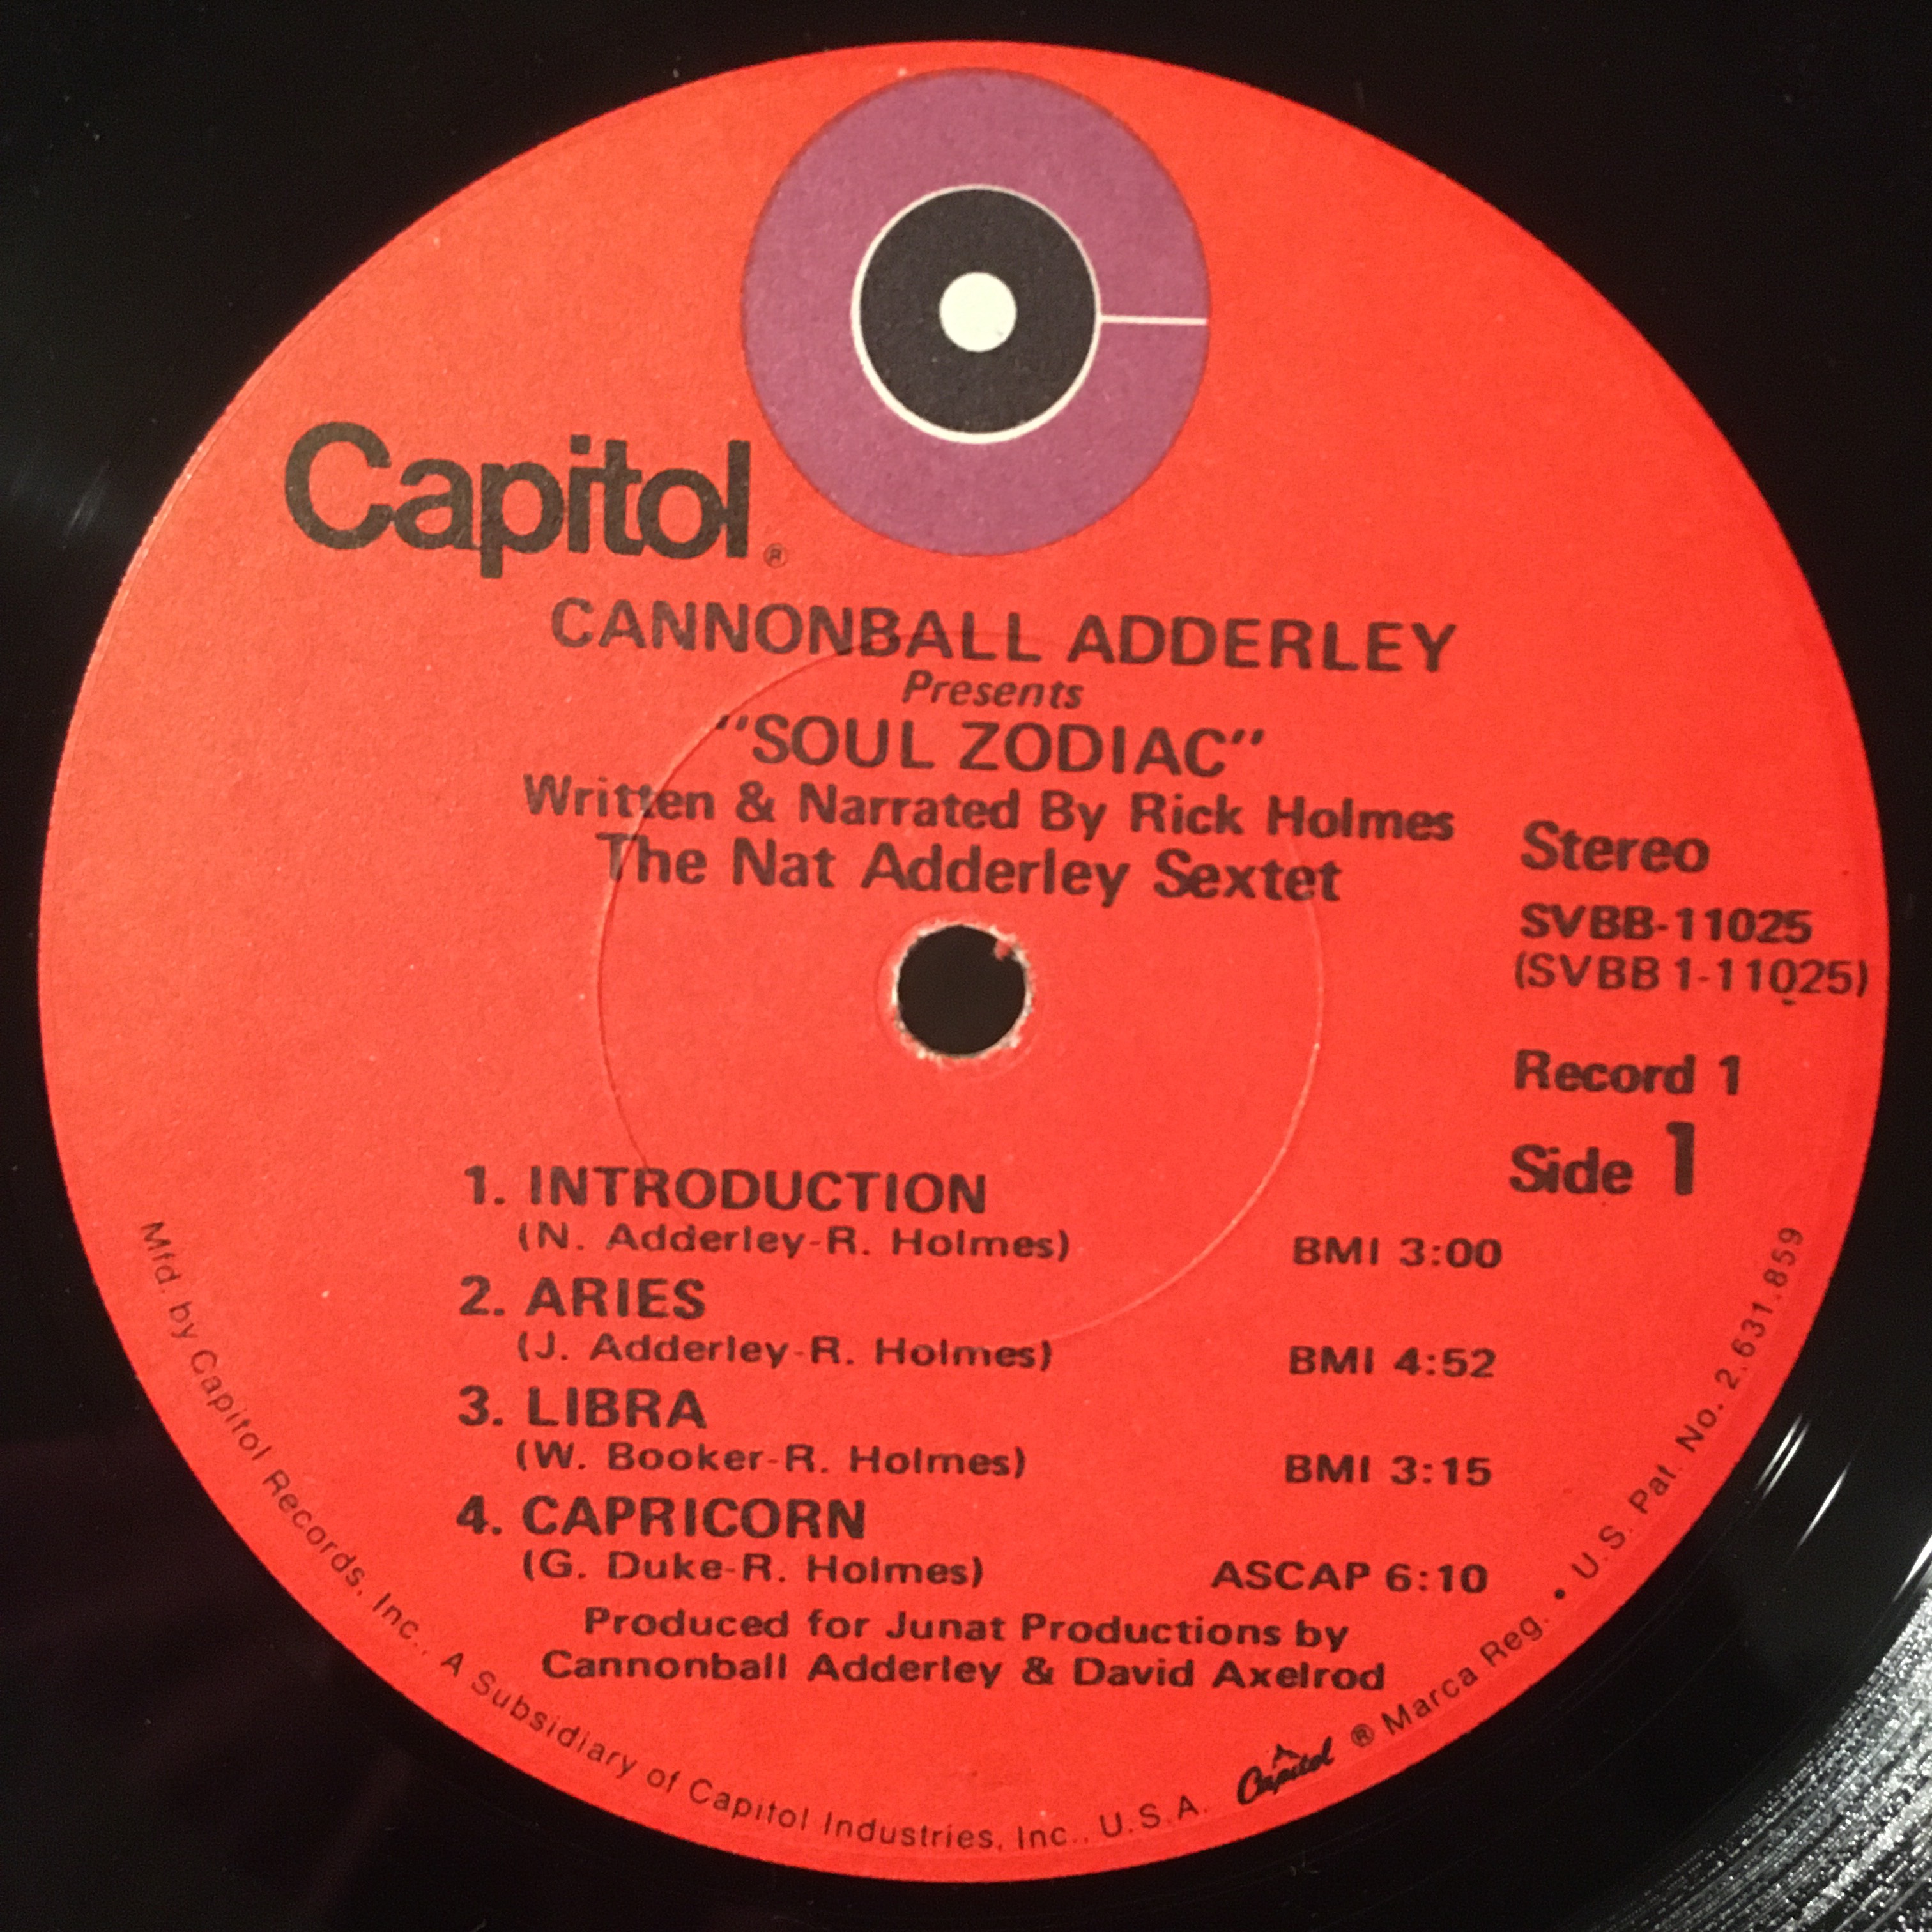 Capitol®
CANNONBALL ADDERLEY
Presents
"SOUL ZODIAC"
Written & Narrated By Rick Holmes
The Nat Adderley Sextet
Stereo
SVBB-11025
(SVBB 1-11025)
Record 1
Side 1
1. INTRODUCTION
(N. Adderley-R. Holmes) BMI 3:00
2. ARIES
(J. Adderley-R. Holmes) BMI 4:52
3. LIBRA
(W. Booker-R. Holmes) BMI 3:15
4. CAPRICORN
(G. Duke-R. Holmes) ASCAP 6:10
Produced for Junat Productions by
Cannonball Adderley & David Axelrod
Mfd. by Capitol Records, Inc., A Subsidiary of Capitol Industries, Inc., U.S.A. Capitol ® Marca Reg. • U.S. Pat. No. 2.631.859